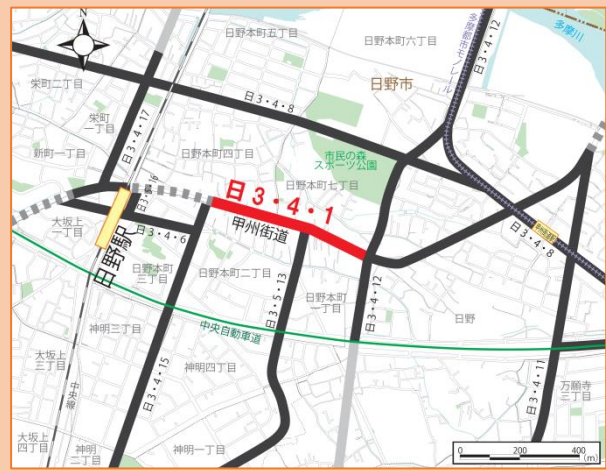 N
日野本町五丁目
日野本町六丁目
日3・4・12
多摩都市モノレール
多摩川
栄町二丁目
日3・4・8
日野市
栄町
一丁目
日3・4・17
新町一丁目
日野本町四丁目
市民の森
スポーツ公園
日野本町七丁目
日3・4・1
甲州街道
大坂上
一丁目
日3・4・6
日野駅
日野本町
三丁目
日野本町二丁目
日3・5・13
日野本町
一丁目
日3・4・12
日3・4・8
日野
中央自動車道
神明三丁目
大坂上
三丁目
日3・4・15
神明四丁目
日3・4・11
万願寺
三丁目
中央線
大坂上
四丁目
神明
二丁目
神明一丁目
0 200 400
(m)